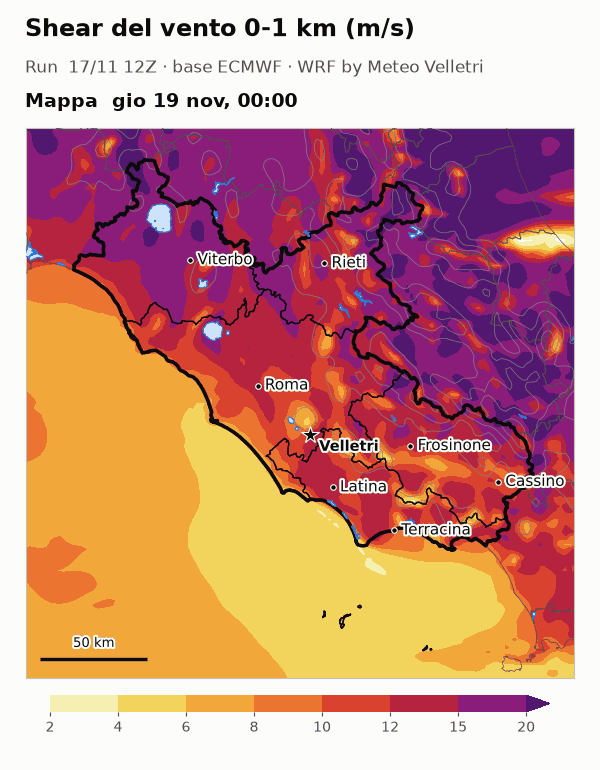 Shear del vento 0-1 km (m/s)
Run  17/11 12Z · base ECMWF · WRF by Meteo Velletri
Mappa  gio 19 nov, 00:00
Viterbo
Rieti
Roma
Velletri
Frosinone
Latina
Cassino
Terracina
50 km
2 4 6 8 10 12 15 20